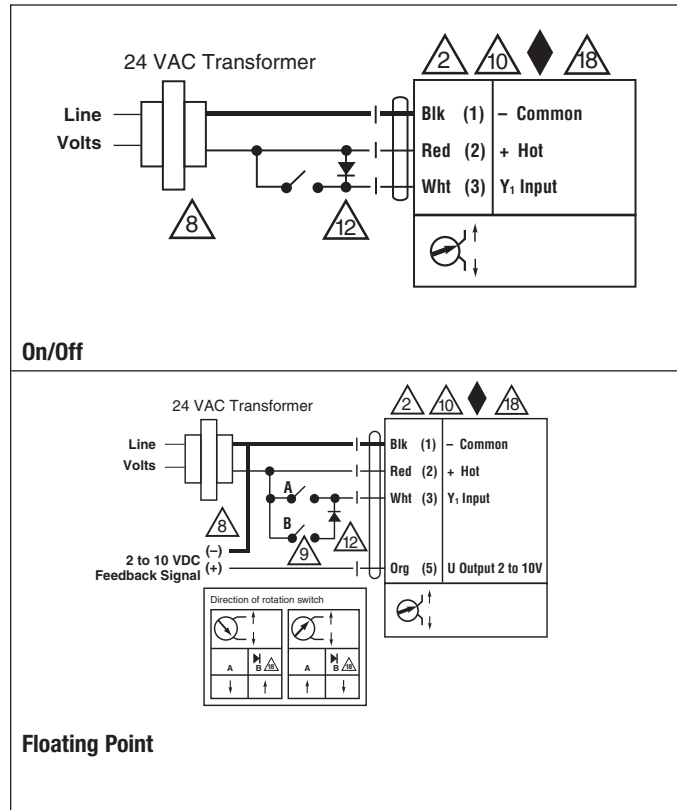 24 VAC Transformer
2 10 18
Line
Volts
Blk (1) – Common
Red (2) + Hot
Wht (3) Y₁ Input
8
12
On/Off
24 VAC Transformer
2 10 18
Line
Volts
Blk (1) – Common
Red (2) + Hot
A
Wht (3) Y₁ Input
B
8
9
12
2 to 10 VDC (–)
Feedback Signal (+)
Org (5) U Output 2 to 10V
Direction of rotation switch
A B 18 A B 18
Floating Point